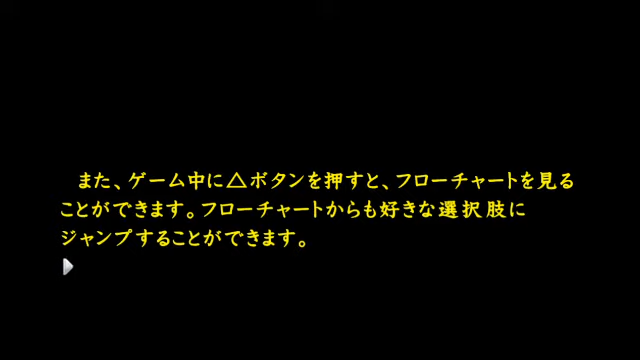 また、ゲーム中に△ボタンを押すと、フローチャートを見る
ことができます。フローチャートからも好きな選択肢に
ジャンプすることができます。